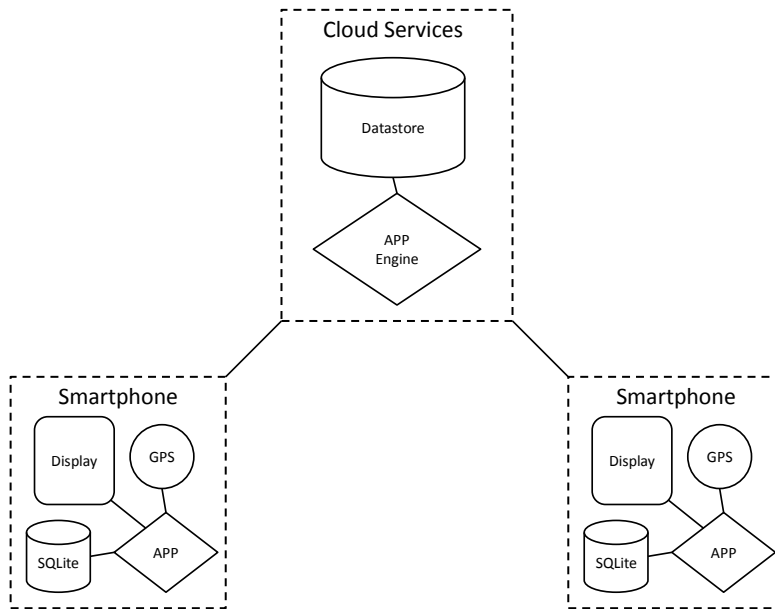 Cloud Services
Datastore
APP
Engine
Smartphone
Display
GPS
SQLite
APP
Smartphone
Display
GPS
SQLite
APP